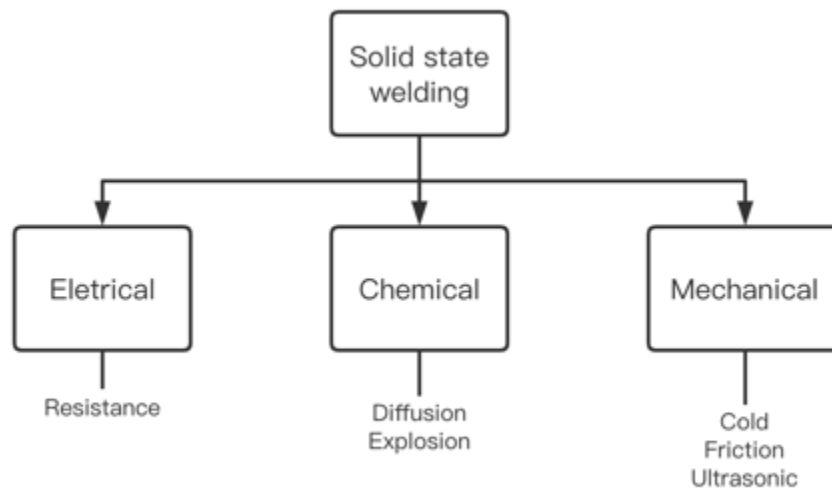 Solid state
welding
Eletrical
Chemical
Mechanical
Resistance
Diffusion
Explosion
Cold
Friction
Ultrasonic